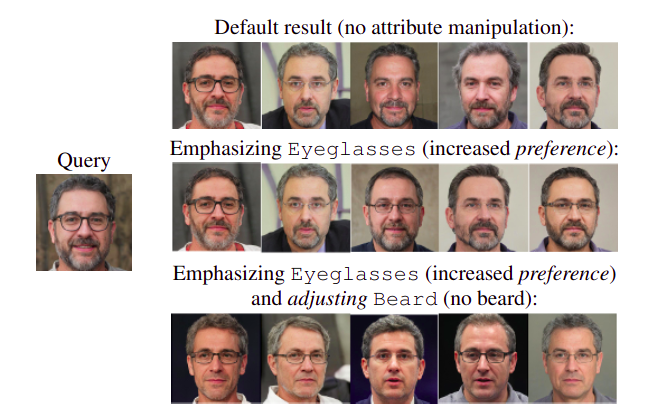 Default result (no attribute manipulation):
Query
Emphasizing Eyeglasses (increased preference):
Emphasizing Eyeglasses (increased preference)
and adjusting Beard (no beard):